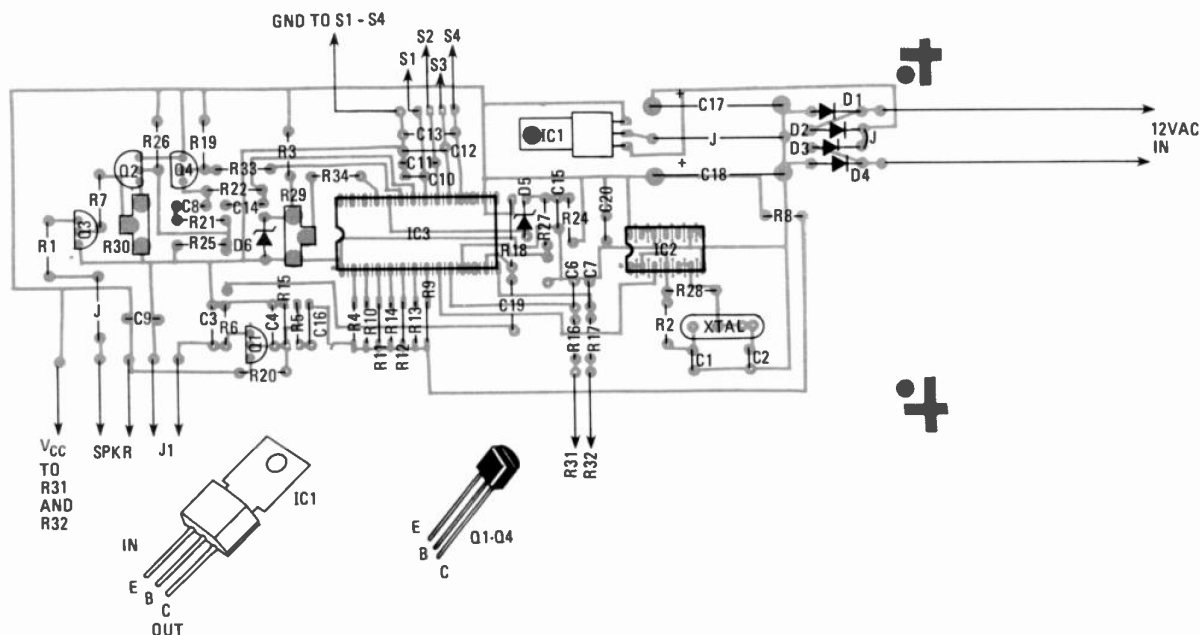 GND TO S1 - S4
S2
S4
S1
S3
C17
D1
R26
R19
C13
IC1
J
D2
J
12VAC
IN
R3
C12
D3
Q2
Q4
R33
C11
C18
D4
R34
C10
R7
R22
R29
D5
C15
C8
C14
R24
C20
R8
R1
Q3
R21
R27
R30
R25
D6
IC3
R18
IC2
C6
C7
R15
R9
C19
R28
J
C9
C3
R6
C4
R5
C16
R4
R10
R14
R13
R16
R17
R2
XTAL
Q1
R11
R12
C1
C2
R20
VCC
TO
R31
AND
R32
SPKR
J1
R31
R32
IC1
IN
E
B
C
OUT
E
B
C
Q1-Q4
+
+